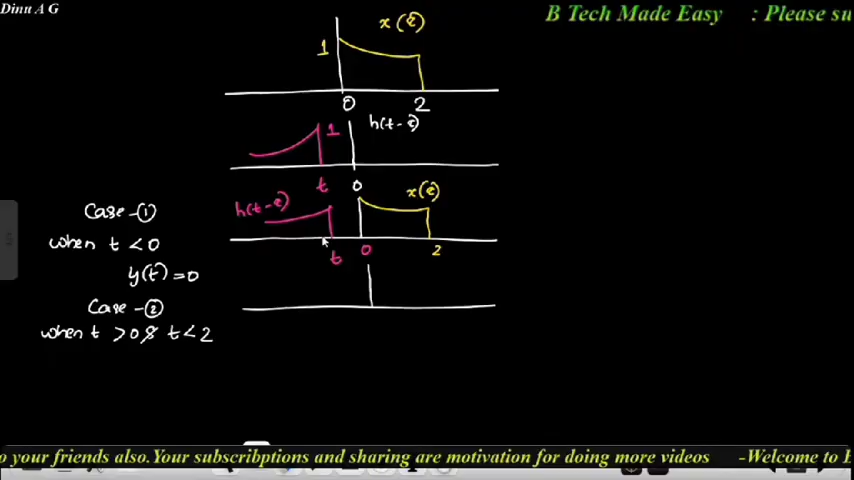 Dinu A G
B Tech Made Easy : Please su
x(τ)
1
0 2
h(t-τ)
1
t 0
h(t-τ) x(τ)
t 0 2
Case-①
when t<0
y(t)=0
Case-②
when t >0 & t<2
o your friends also.Your subscribptions and sharing are motivation for doing more videos -Welcome to B